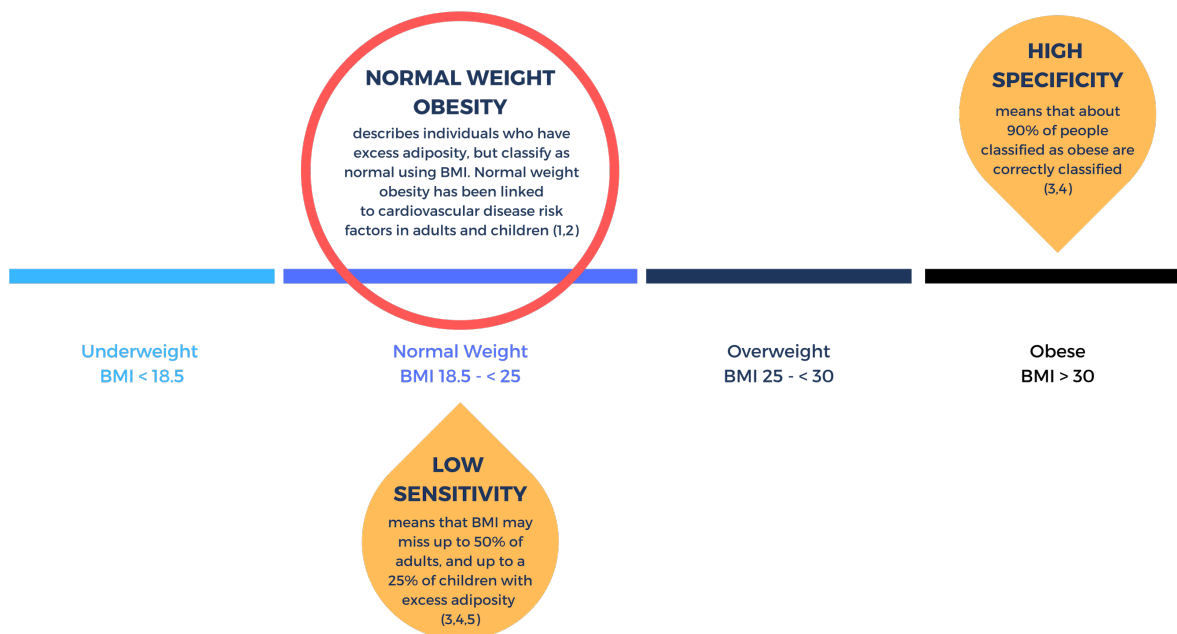 NORMAL WEIGHT
OBESITY
describes individuals who have
excess adiposity, but classify as
normal using BMI. Normal weight
obesity has been linked
to cardiovascular disease risk
factors in adults and children (1,2)
HIGH
SPECIFICITY
means that about
90% of people
classified as obese are
correctly classified
(3,4)
Underweight
BMI < 18.5
Normal Weight
BMI 18.5 - < 25
Overweight
BMI 25 - < 30
Obese
BMI > 30
LOW
SENSITIVITY
means that BMI may
miss up to 50% of
adults, and up to a
25% of children with
excess adiposity
(3,4,5)